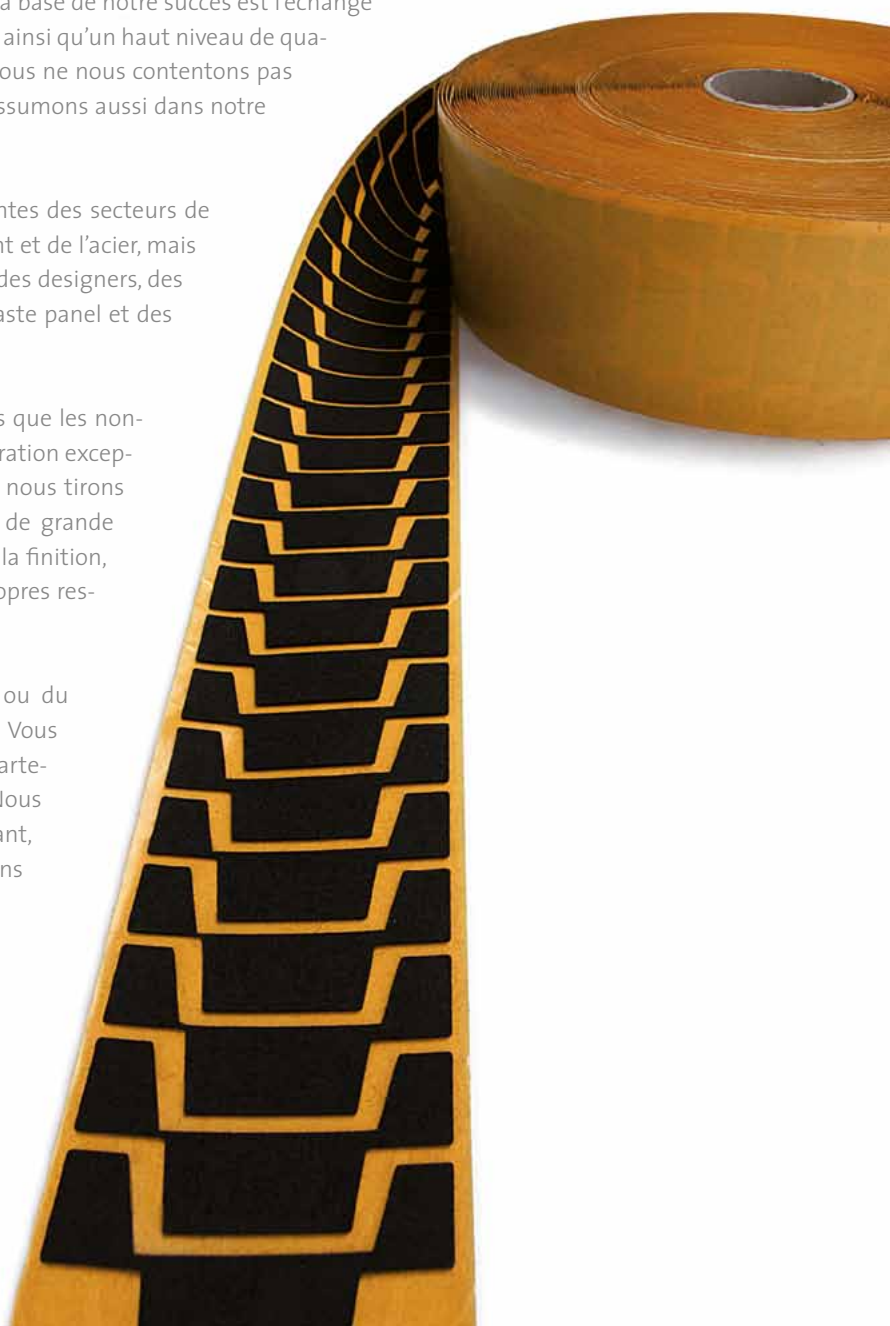 a base de notre succès est l'échange
ainsi qu'un haut niveau de qua-
ous ne nous contentons pas
ssumons aussi dans notre
ntes des secteurs de
nt et de l'acier, mais
des designers, des
aste panel et des
s que les non-
ration excep-
nous tirons
de grande
la finition,
opres res-
ou du
Vous
arte-
Nous
ant,
ns